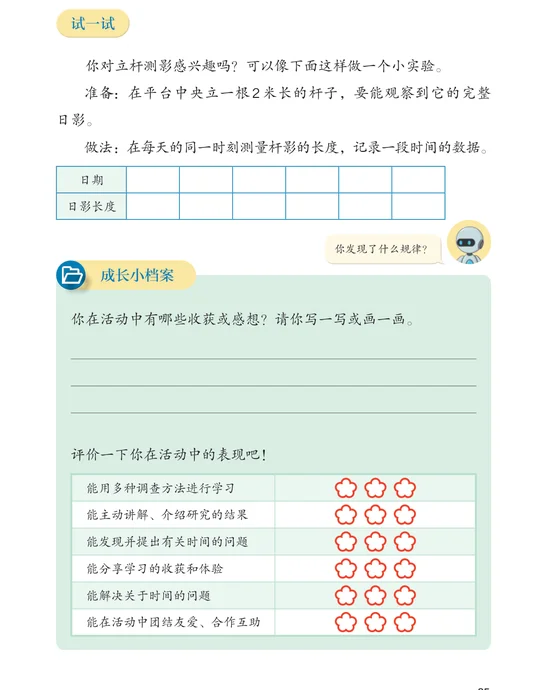 试一试
你对立杆测影感兴趣吗？可以像下面这样做一个小实验。
准备：在平台中央立一根2米长的杆子，要能观察到它的完整
日影。
做法：在每天的同一时刻测量杆影的长度，记录一段时间的数据。
日期
日影长度
你发现了什么规律？
成长小档案
你在活动中有哪些收获或感想？请你写一写或画一画。
评价一下你在活动中的表现吧！
能用多种调查方法进行学习
能主动讲解、介绍研究的结果
能发现并提出有关时间的问题
能分享学习的收获和体验
能解决关于时间的问题
能在活动中团结友爱、合作互助